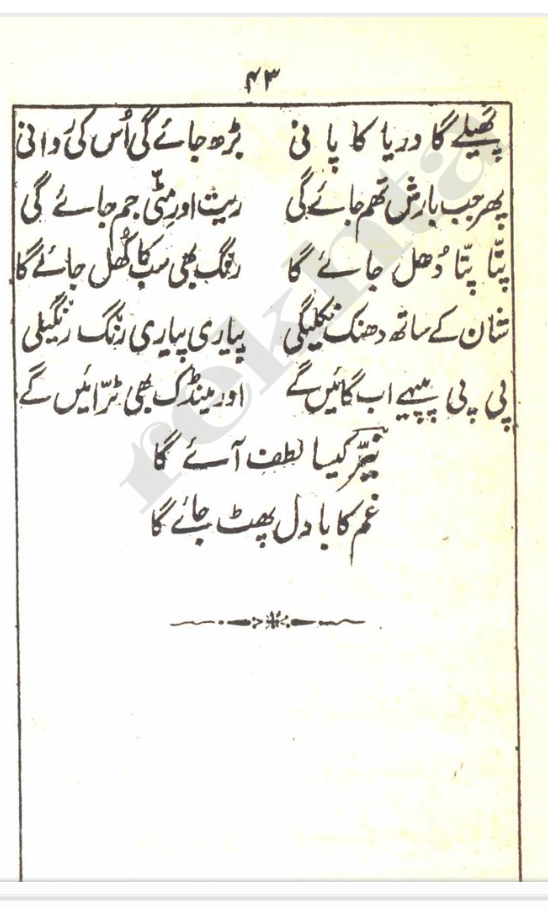 ۴۳
پھیلے گا دریا کا پانی بڑھ جائے گی اُس کی رَوانی
پھر جب بارش تھم جائے گی ریت اور مِٹّی جم جائے گی
پتّا پتّا دُھل جائے گا رنگ بھی سب کا کُھل جائے گا
شان کے ساتھ دھنک نِکلیگی پیاری پیاری رنگ رنگیلی
پی پی پپیہے اب گائیں گے اور مینڈک بھی ٹرّائیں گے
نیّر کیسا لطف آئے گا
غم کا بادل پھٹ جائے گا
rekhta